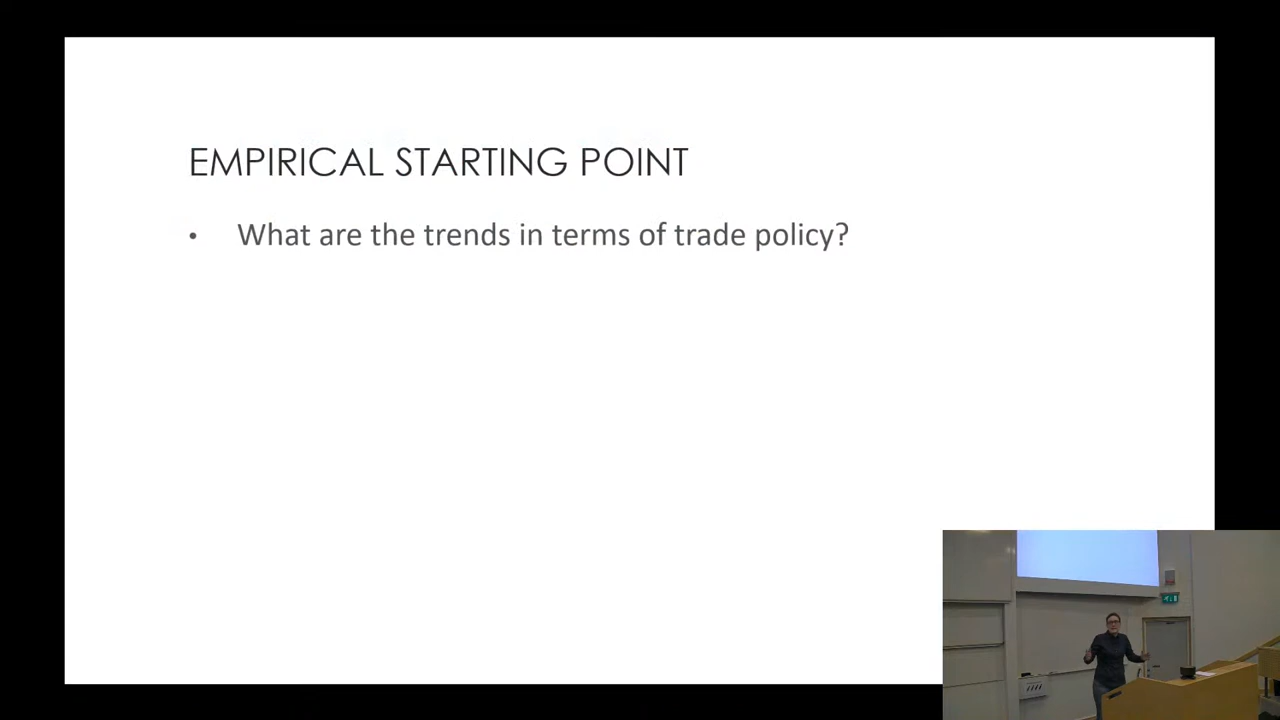 EMPIRICAL STARTING POINT
• What are the trends in terms of trade policy?